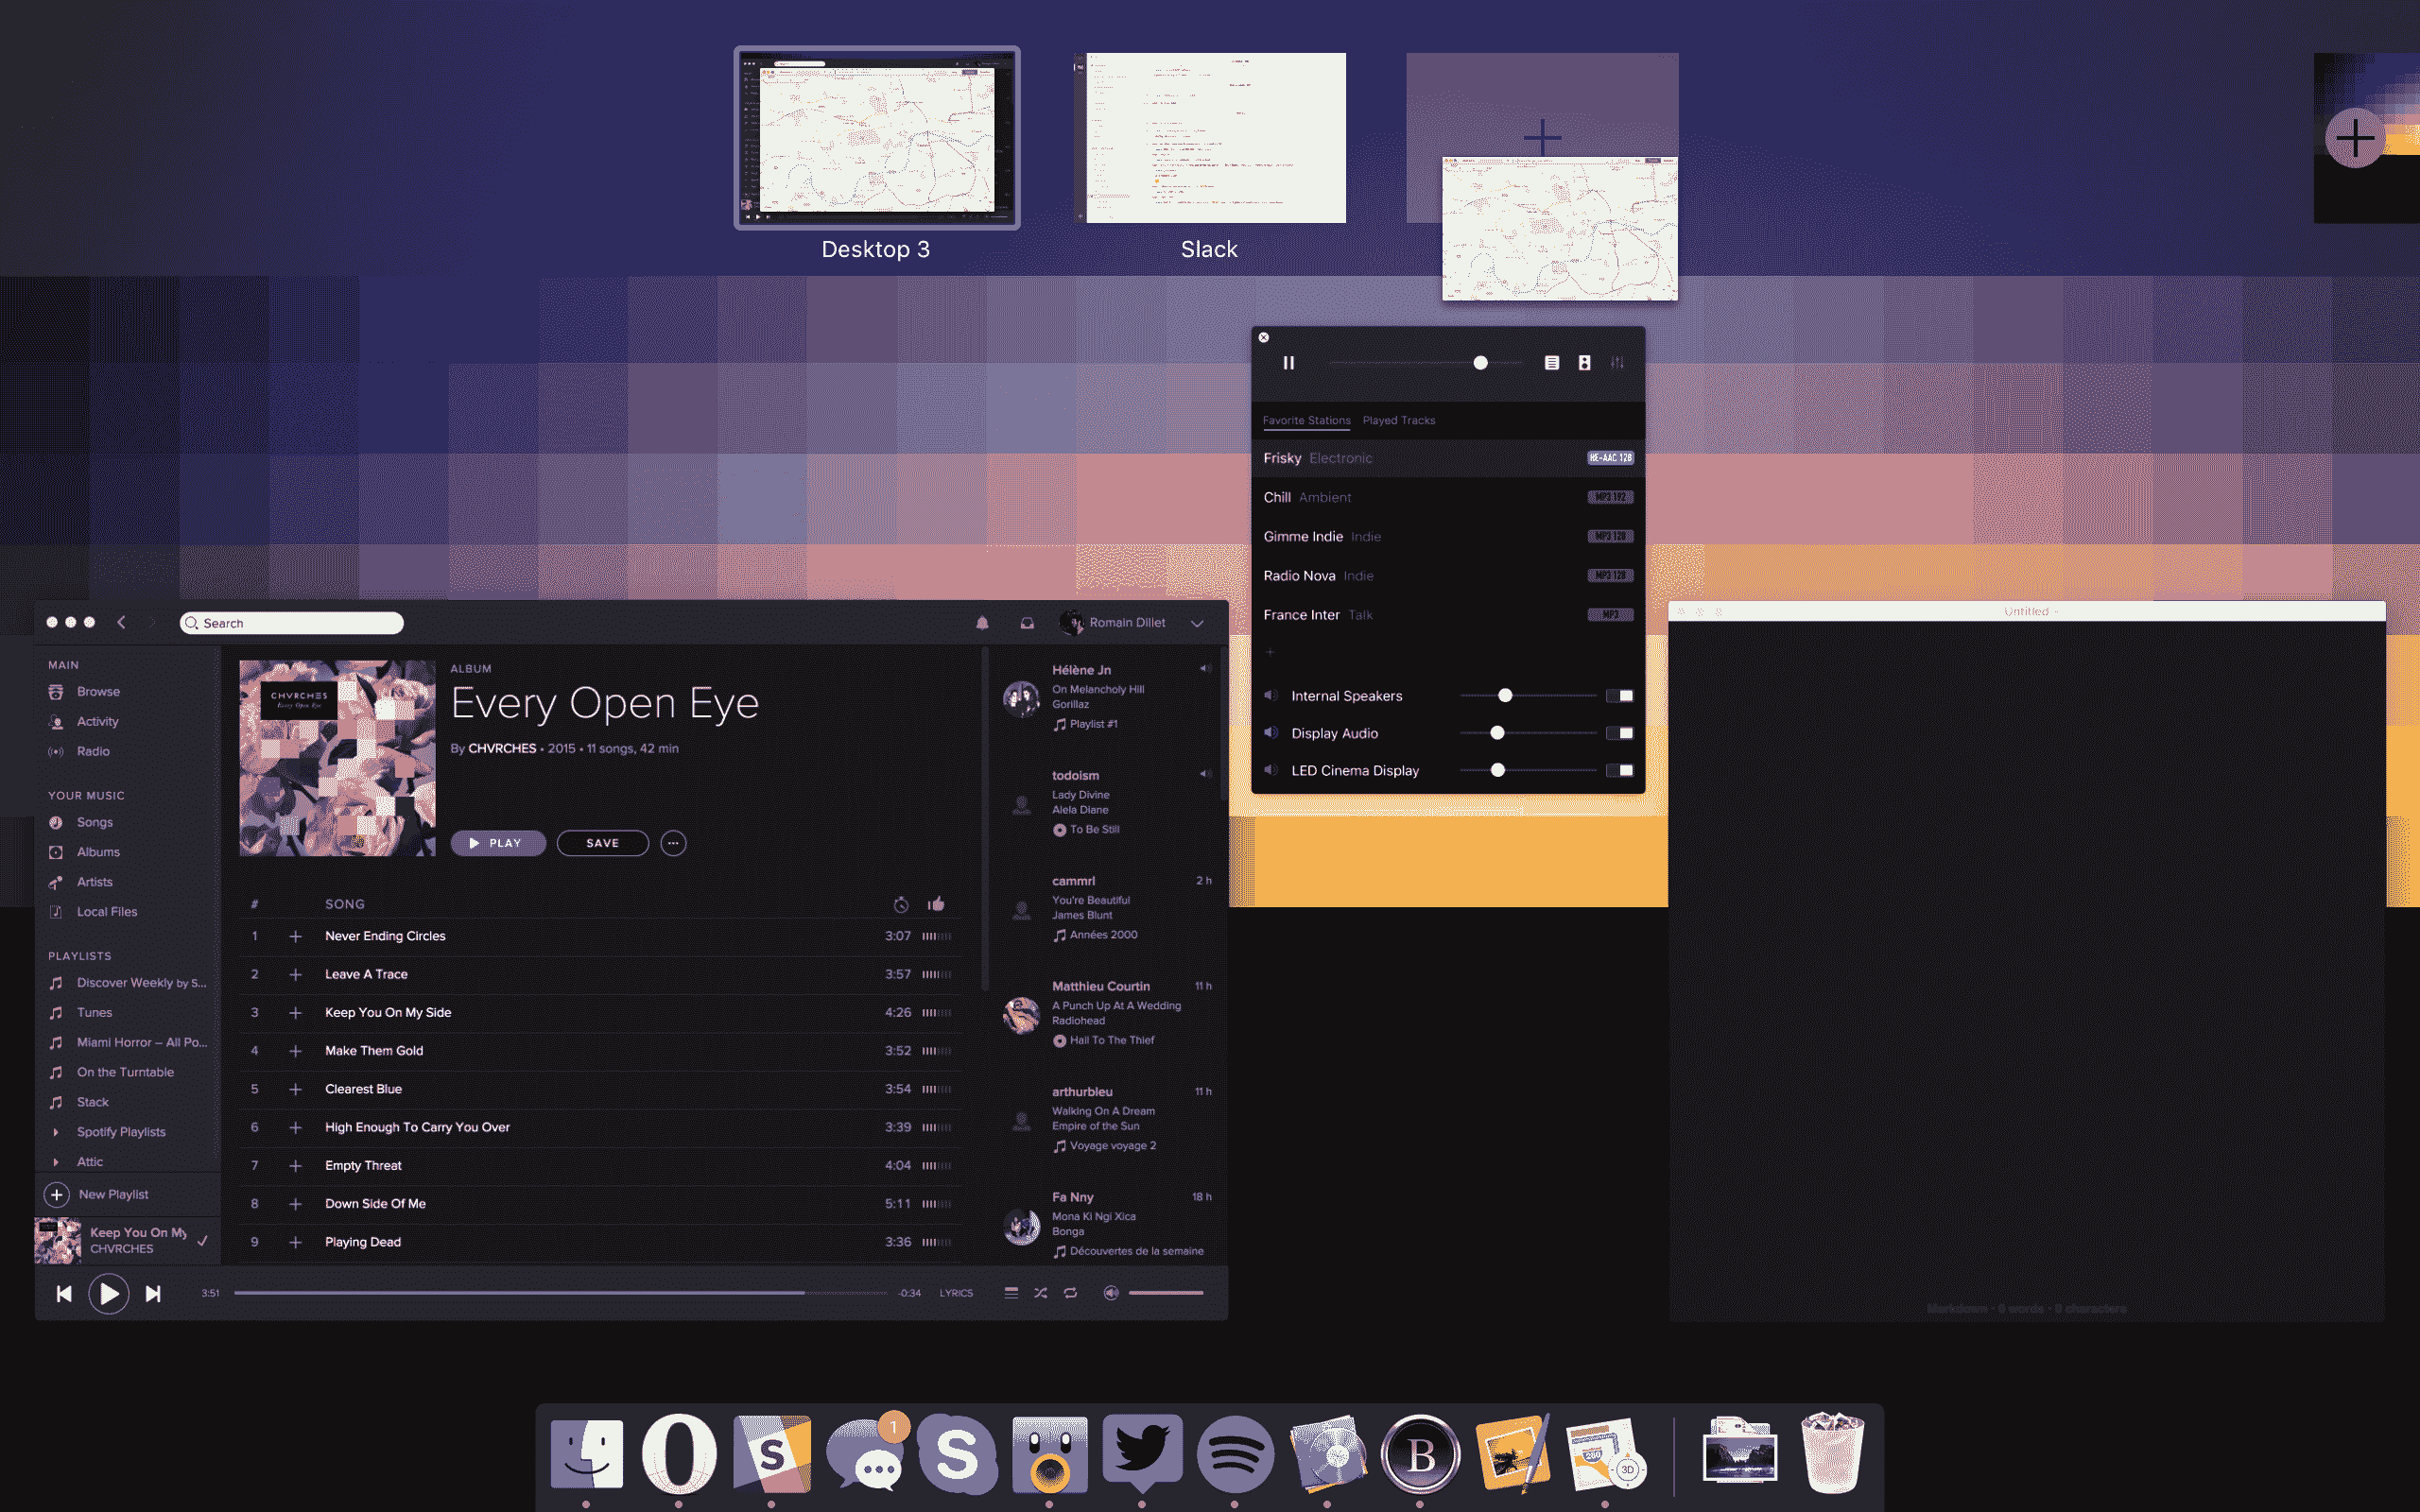 Desktop 3
Slack
Favorite Stations Played Tracks
Frisky Electronic HE-AAC 128
Chill Ambient MP3 192
Gimme Indie Indie MP3 128
Radio Nova Indie MP3 128
France Inter Talk MP3
Internal Speakers
Display Audio
LED Cinema Display
Search
Romain Dillet
MAIN
Browse
Activity
Radio
YOUR MUSIC
Songs
Albums
Artists
Local Files
PLAYLISTS
Discover Weekly by S...
Tunes
Miami Horror – All Po...
On the Turntable
Stack
Spotify Playlists
Attic
New Playlist
Keep You On My
CHVRCHES
CHVRCHES
Every Open Eye
ALBUM
Every Open Eye
By CHVRCHES • 2015 • 11 songs, 42 min
PLAY SAVE
# SONG
1 Never Ending Circles 3:07
2 Leave A Trace 3:57
3 Keep You On My Side 4:26
4 Make Them Gold 3:52
5 Clearest Blue 3:54
6 High Enough To Carry You Over 3:39
7 Empty Threat 4:04
8 Down Side Of Me 5:11
9 Playing Dead 3:36
Hélène Jn
On Melancholy Hill
Gorillaz
Playlist #1
todoism
Lady Divine
Alela Diane
To Be Still
cammrl 2 h
You're Beautiful
James Blunt
Années 2000
Matthieu Courtin 11 h
A Punch Up At A Wedding
Radiohead
Hail To The Thief
arthurbleu 11 h
Walking On A Dream
Empire of the Sun
Voyage voyage 2
Fa Nny 18 h
Mona Ki Ngi Xica
Bonga
Découvertes de la semaine
3:51 -0:34 LYRICS
Untitled
Markdown • 0 words • 0 characters
1
S
S
B
3D